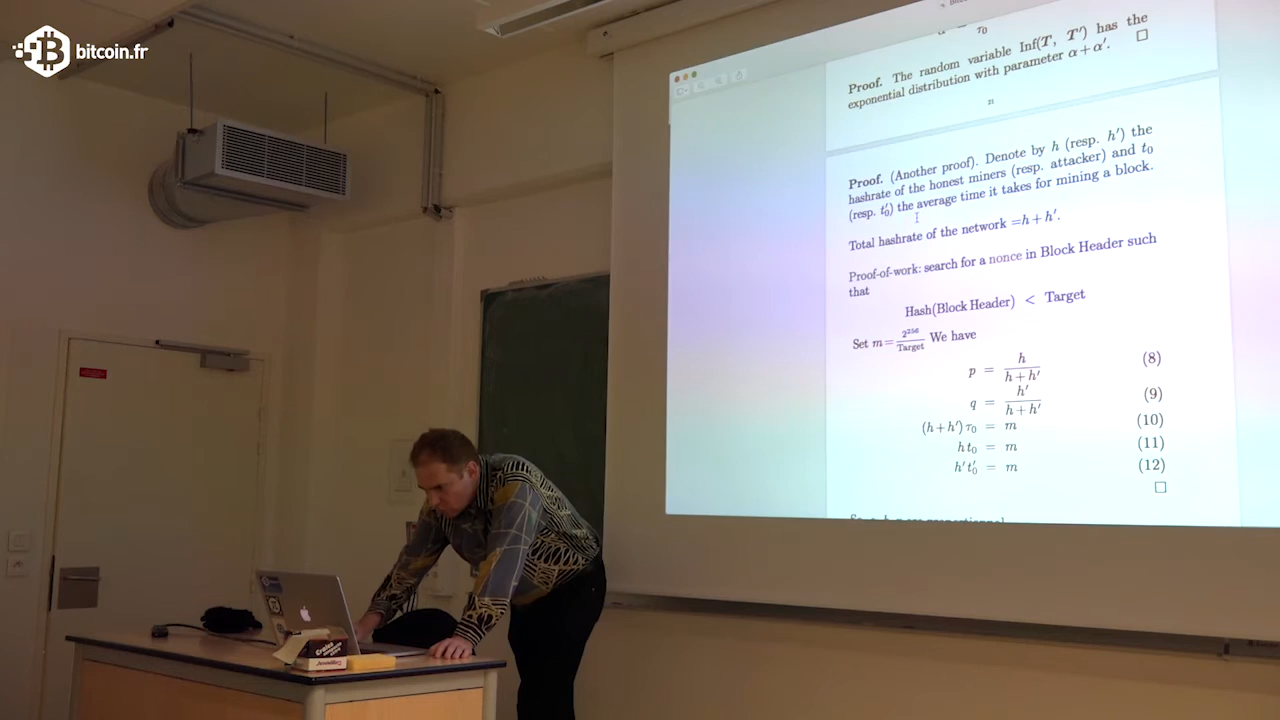 bitcoin.fr
τ0
Proof. The random variable Inf(T, T′) has the
exponential distribution with parameter α + α′. □
Proof. (Another proof). Denote by h (resp. h′) the
hashrate of the honest miners (resp. attacker) and t0
(resp. t′0) the average time it takes for mining a block.
Total hashrate of the network =h + h′.
Proof-of-work: search for a nonce in Block Header such
that
Hash(Block Header) < Target
Set m = 2^256/Target We have
p = h/(h + h′) (8)
q = h′/(h + h′) (9)
(h + h′) τ0 = m (10)
h t0 = m (11)
h′ t′0 = m (12)
□